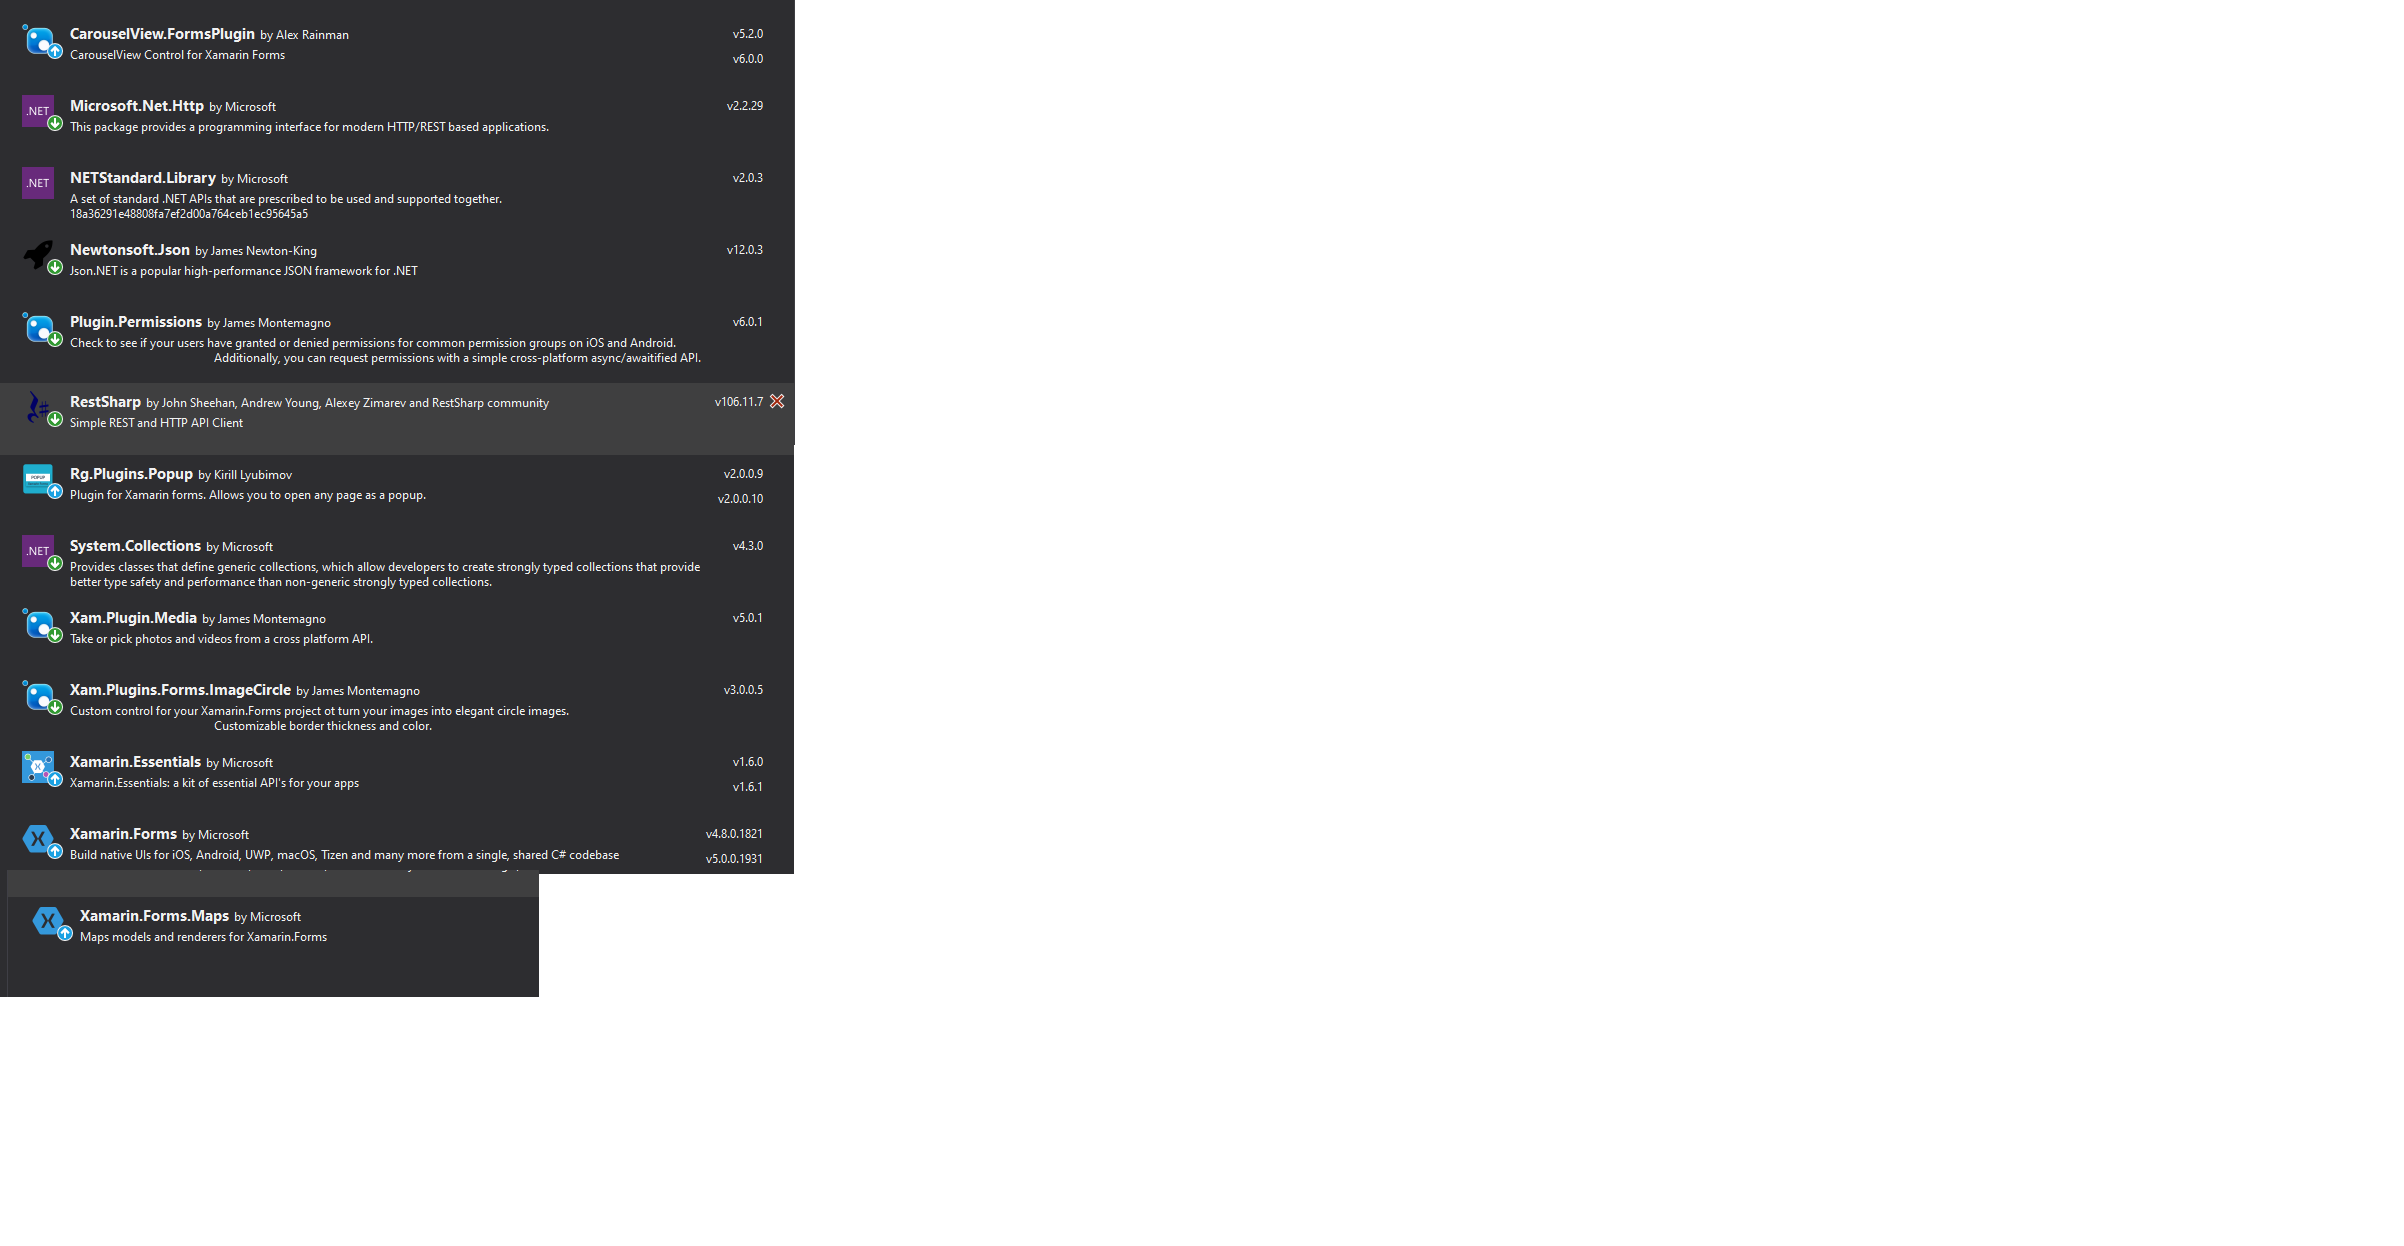 CarouselView.FormsPlugin by Alex Rainman v5.2.0
CarouselView Control for Xamarin Forms v6.0.0
.NET Microsoft.Net.Http by Microsoft v2.2.29
This package provides a programming interface for modern HTTP/REST based applications.
.NET NETStandard.Library by Microsoft v2.0.3
A set of standard .NET APIs that are prescribed to be used and supported together.
18a36291e48808fa7ef2d00a764ceb1ec95645a5
Newtonsoft.Json by James Newton-King v12.0.3
Json.NET is a popular high-performance JSON framework for .NET
Plugin.Permissions by James Montemagno v6.0.1
Check to see if your users have granted or denied permissions for common permission groups on iOS and Android.
Additionally, you can request permissions with a simple cross-platform async/awaitified API.
RestSharp by John Sheehan, Andrew Young, Alexey Zimarev and RestSharp community v106.11.7
Simple REST and HTTP API Client
POPUP Rg.Plugins.Popup by Kirill Lyubimov v2.0.0.9
Plugin for Xamarin forms. Allows you to open any page as a popup. v2.0.0.10
.NET System.Collections by Microsoft v4.3.0
Provides classes that define generic collections, which allow developers to create strongly typed collections that provide
better type safety and performance than non-generic strongly typed collections.
Xam.Plugin.Media by James Montemagno v5.0.1
Take or pick photos and videos from a cross platform API.
Xam.Plugins.Forms.ImageCircle by James Montemagno v3.0.0.5
Custom control for your Xamarin.Forms project ot turn your images into elegant circle images.
Customizable border thickness and color.
Xamarin.Essentials by Microsoft v1.6.0
Xamarin.Essentials: a kit of essential API's for your apps v1.6.1
Xamarin.Forms by Microsoft v4.8.0.1821
Build native UIs for iOS, Android, UWP, macOS, Tizen and many more from a single, shared C# codebase v5.0.0.1931
Xamarin.Forms.Maps by Microsoft
Maps models and renderers for Xamarin.Forms